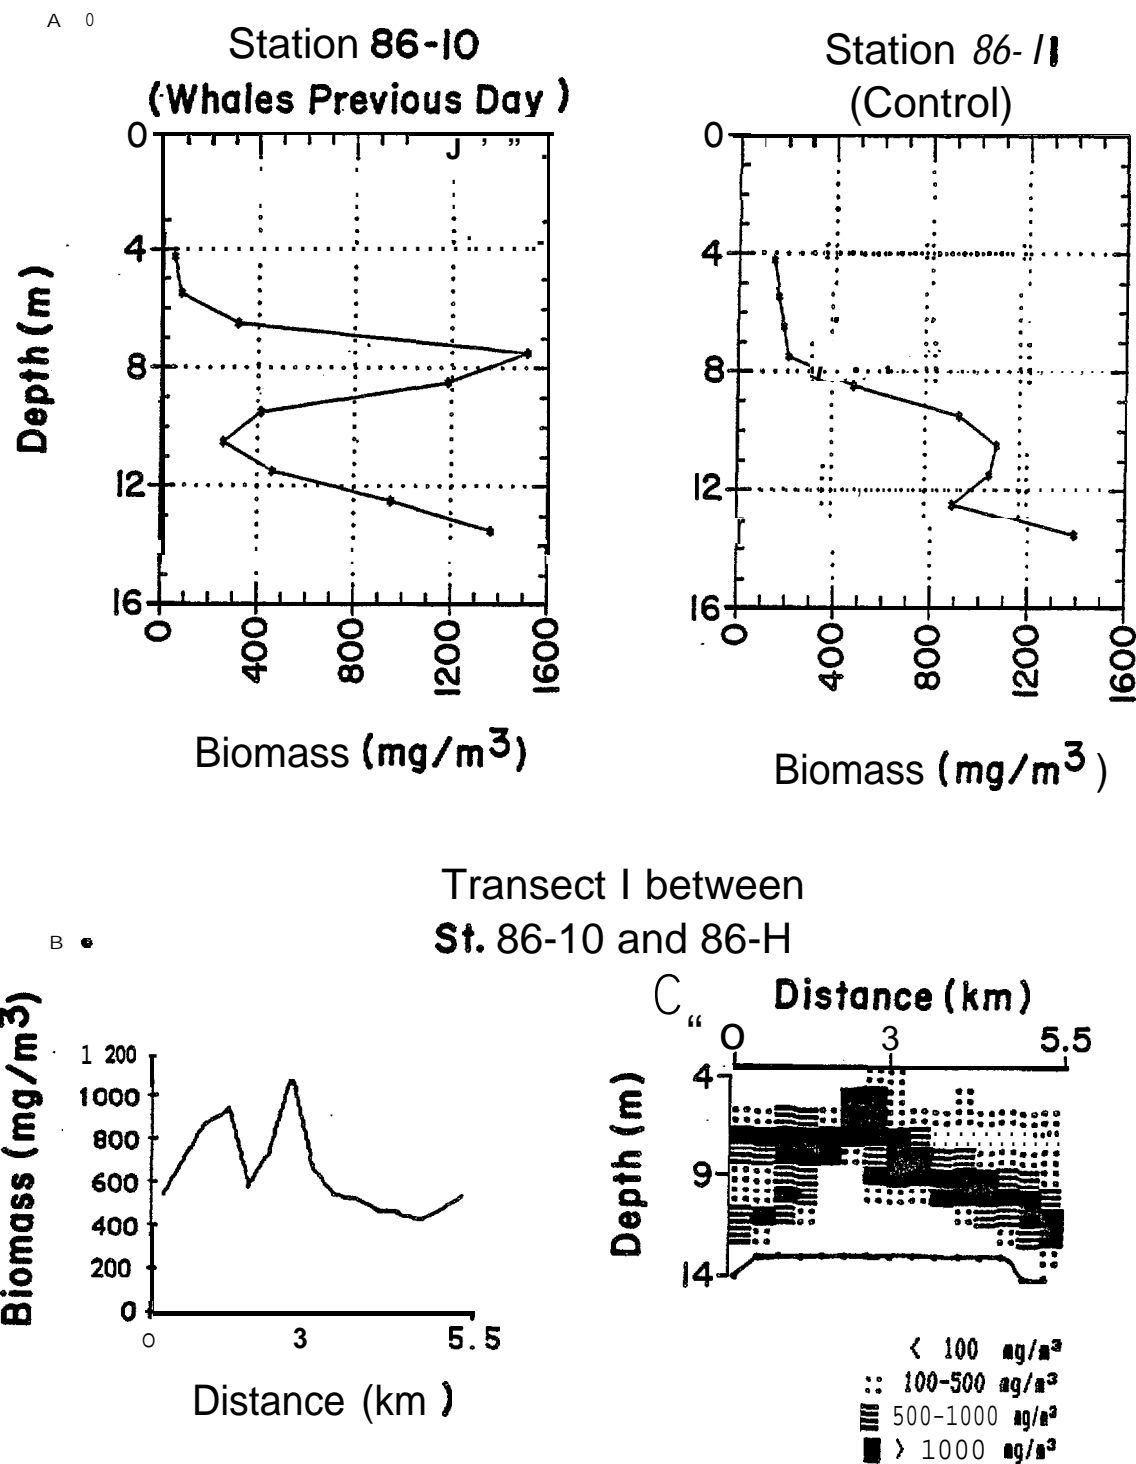 A 0
Station 86-10
(Whales Previous Day)
Station 86-11
(Control)
0
4
8
12
16
0 400 800 1200 1600
Depth (m)
Biomass (mg/m³)
0
4
8
12
16
0 400 800 1200 1600
Biomass (mg/m³)
Transect I between
St. 86-10 and 86-H
B
Biomass (mg/m³)
1 200
1000
800
600
400
200
0
0 3 5.5
Distance (km)
C "
Distance (km)
0 3 5.5
Depth (m)
4
9
14
< 100 mg/m³
100-500 mg/m³
500-1000 mg/m³
> 1000 mg/m³